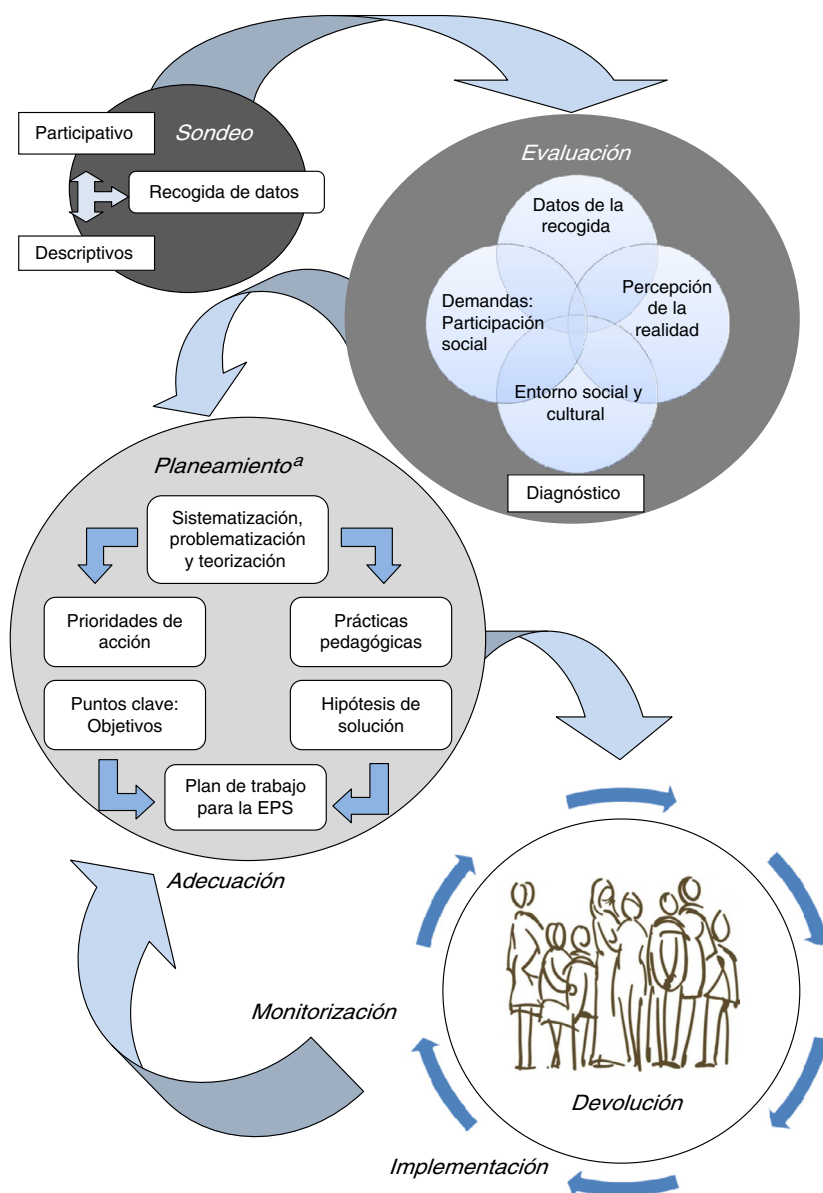 Sondeo
Participativo
Recogida de datos
Descriptivos
Evaluación
Datos de la
recogida
Demandas:
Participación
social
Percepción
de la
realidad
Entorno social y
cultural
Diagnóstico
Planeamientoª
Sistematización,
problematización
y teorización
Prioridades de
acción
Prácticas
pedagógicas
Puntos clave:
Objetivos
Hipótesis de
solución
Plan de trabajo
para la EPS
Adecuación
Monitorización
Devolución
Implementación